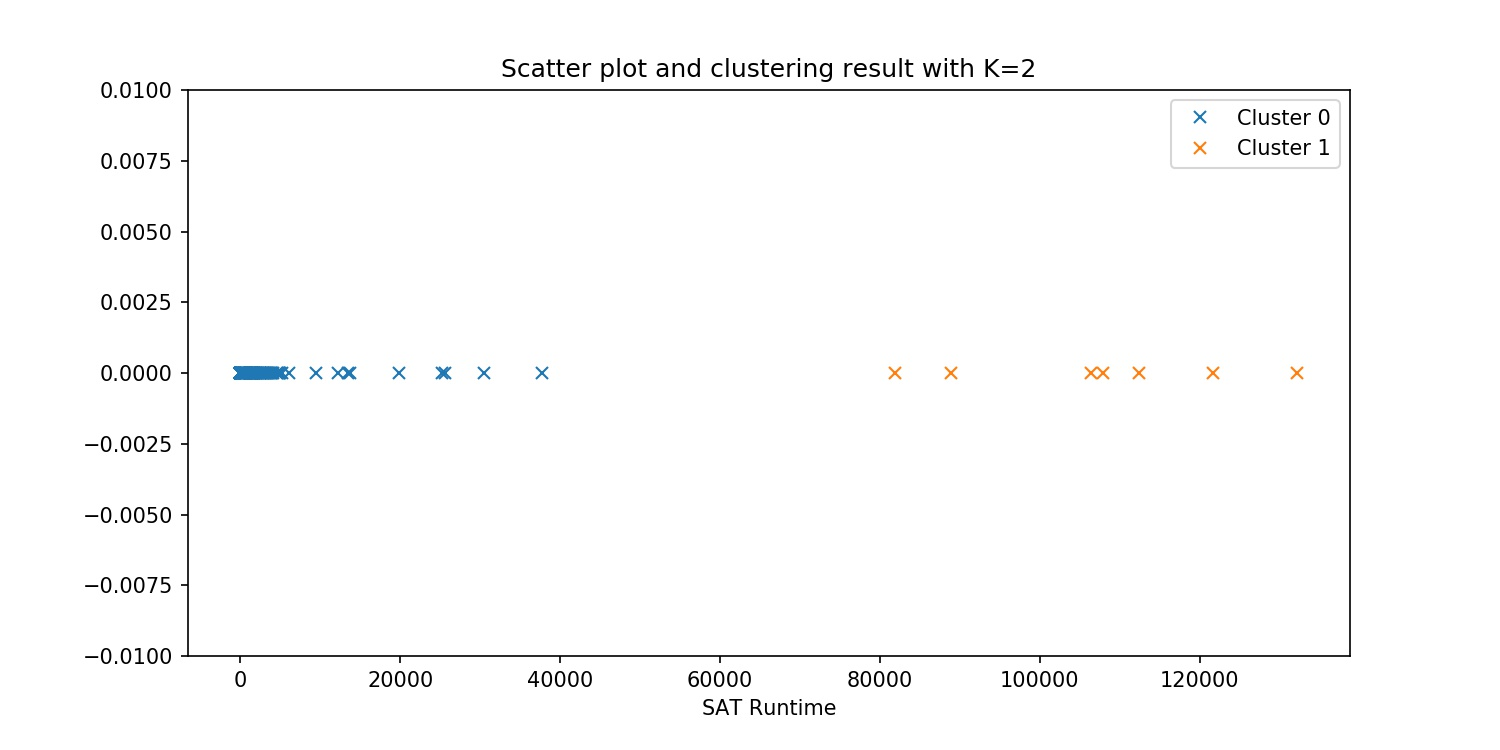 Scatter plot and clustering result with K=2
0.0100
0.0075
0.0050
0.0025
0.0000
−0.0025
−0.0050
−0.0075
−0.0100
Cluster 0
Cluster 1
0 20000 40000 60000 80000 100000 120000
SAT Runtime